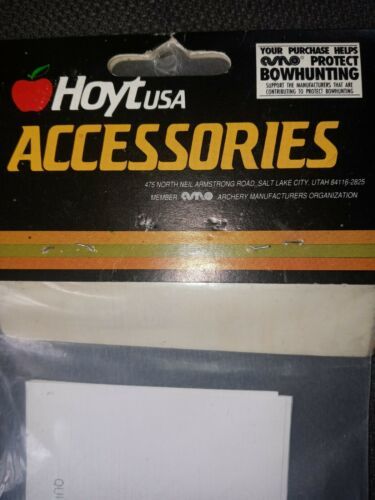 YOUR PURCHASE HELPS
AMO® PROTECT
BOWHUNTING
SUPPORT THE MANUFACTURERS THAT ARE
CONTRIBUTING TO PROTECT BOWHUNTING
Hoyt USA
ACCESSORIES
475 NORTH NEIL ARMSTRONG ROAD, SALT LAKE CITY, UTAH 84116-2825
MEMBER AMO ARCHERY MANUFACTURERS ORGANIZATION